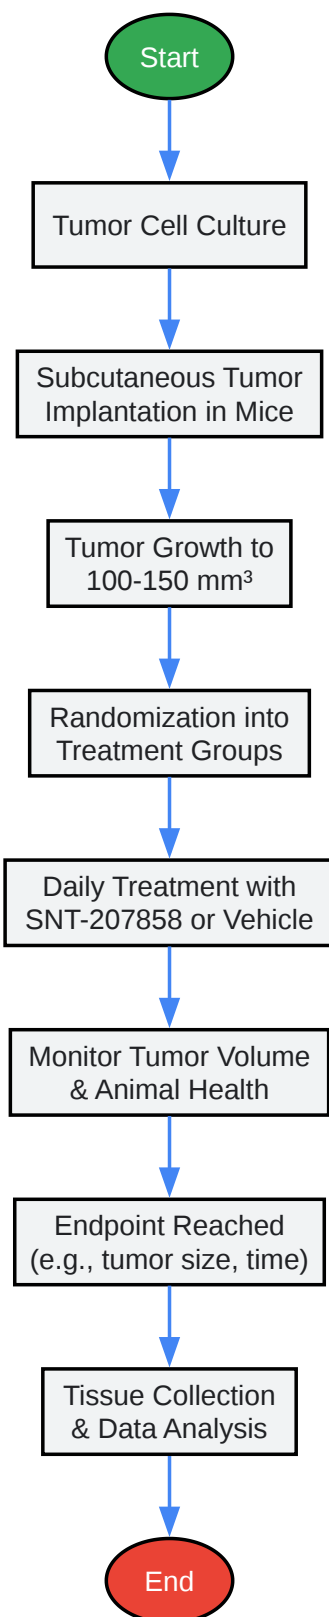 Start
Tumor Cell Culture
Subcutaneous Tumor
Implantation in Mice
Tumor Growth to
100-150 mm³
Randomization into
Treatment Groups
Daily Treatment with
SNT-207858 or Vehicle
Monitor Tumor Volume
& Animal Health
Endpoint Reached
(e.g., tumor size, time)
Tissue Collection
& Data Analysis
End